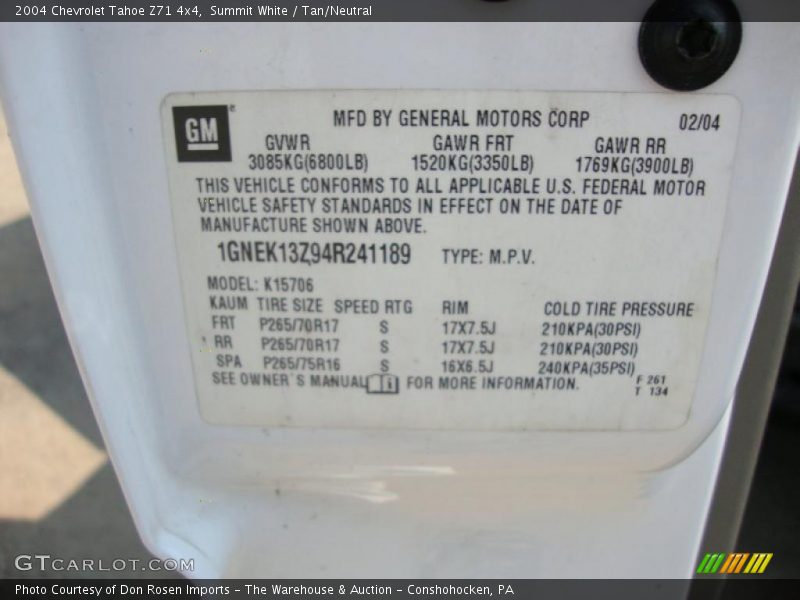 2004 Chevrolet Tahoe Z71 4x4, Summit White / Tan/Neutral
GM
MFD BY GENERAL MOTORS CORP 02/04
GVWR GAWR FRT GAWR RR
3085KG(6800LB) 1520KG(3350LB) 1769KG(3900LB)
THIS VEHICLE CONFORMS TO ALL APPLICABLE U.S. FEDERAL MOTOR
VEHICLE SAFETY STANDARDS IN EFFECT ON THE DATE OF
MANUFACTURE SHOWN ABOVE.
1GNEK13Z94R241189 TYPE: M.P.V.
MODEL: K15706
KAUM TIRE SIZE SPEED RTG RIM COLD TIRE PRESSURE
FRT P265/70R17 S 17X7.5J 210KPA(30PSI)
RR P265/70R17 S 17X7.5J 210KPA(30PSI)
SPA P265/75R16 S 16X6.5J 240KPA(35PSI)
SEE OWNER'S MANUAL FOR MORE INFORMATION.
F 261
T 134
GTCARLOT.COM
Photo Courtesy of Don Rosen Imports - The Warehouse & Auction - Conshohocken, PA